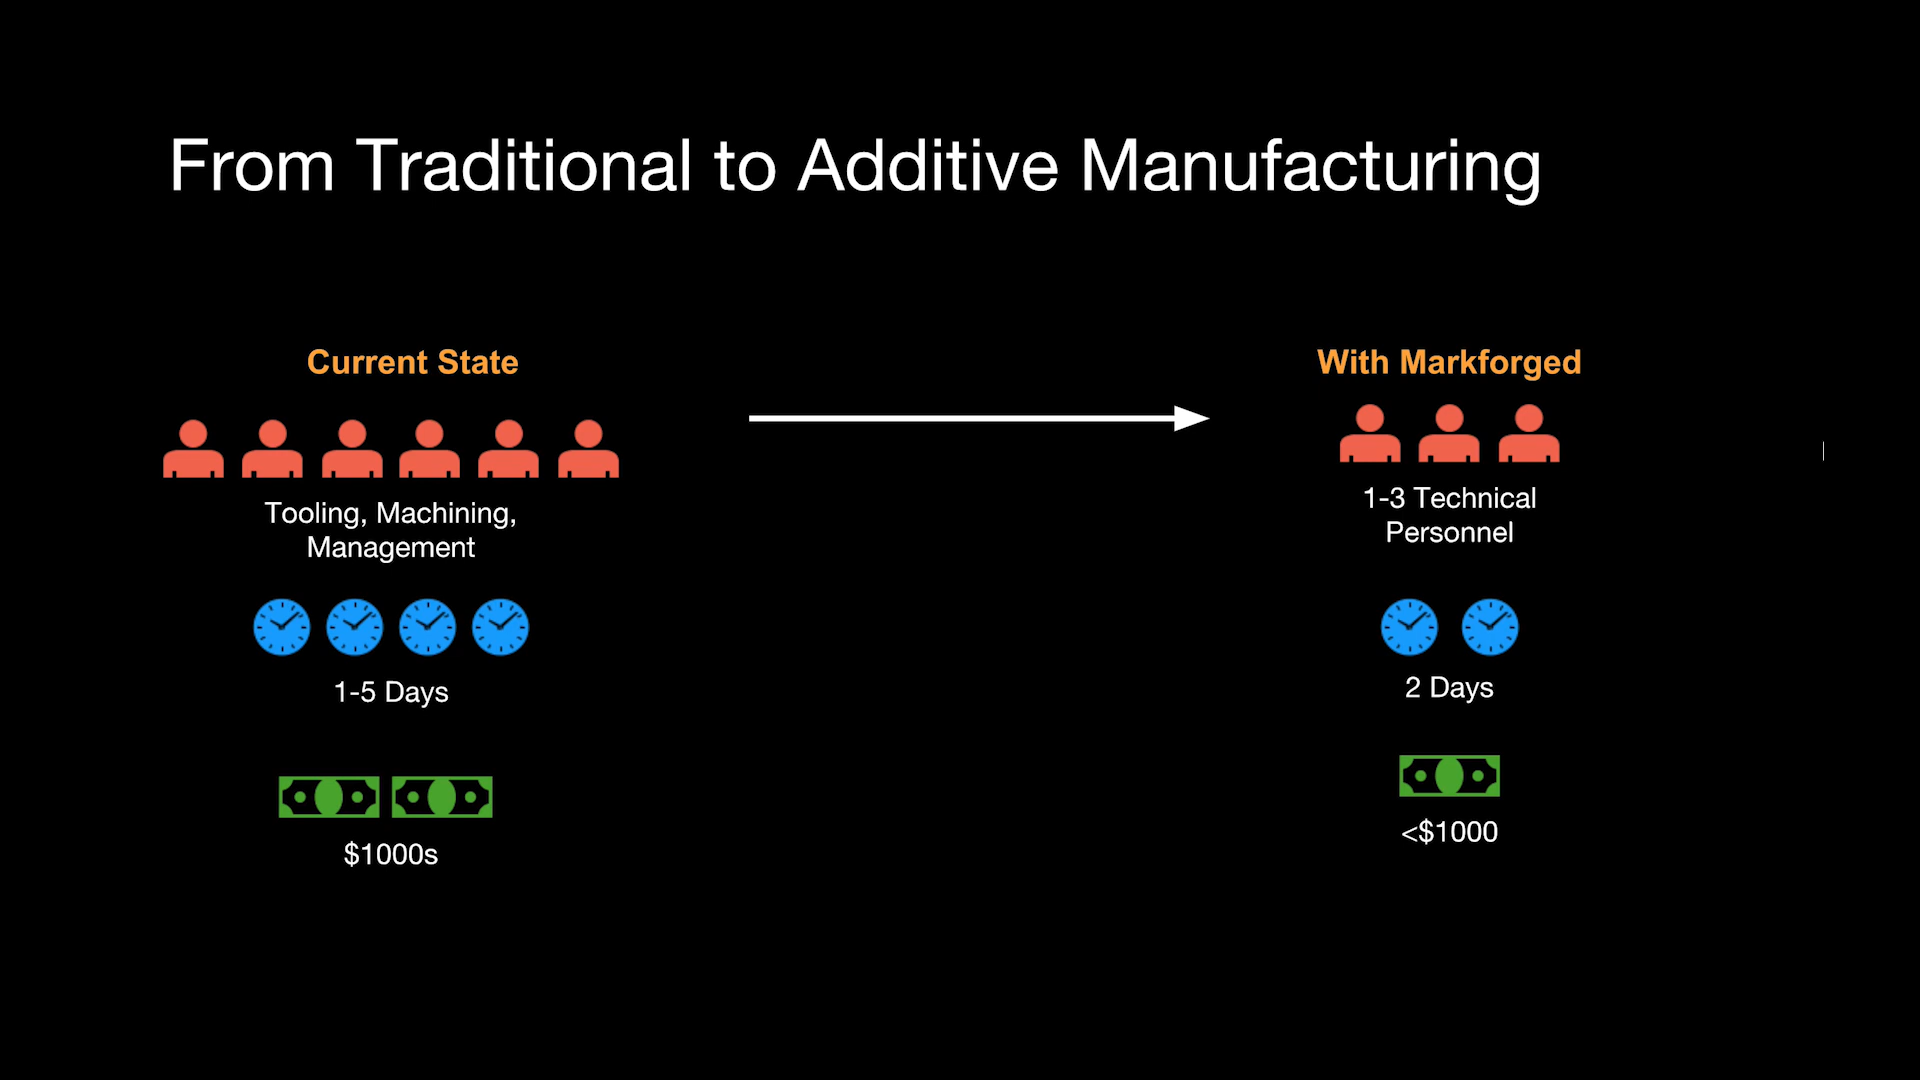 From Traditional to Additive Manufacturing
Current State
Tooling, Machining,
Management
1-5 Days
$1000s
With Markforged
1-3 Technical
Personnel
2 Days
<$1000